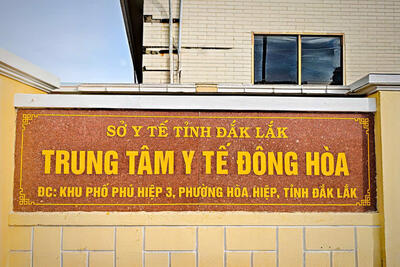 SỞ Y TẾ TỈNH ĐẮK LẮK
TRUNG TÂM Y TẾ ĐÔNG HÒA
ĐC: KHU PHỐ PHÚ HIỆP 3, PHƯỜNG HÒA HIỆP, TỈNH ĐẮK LẮK